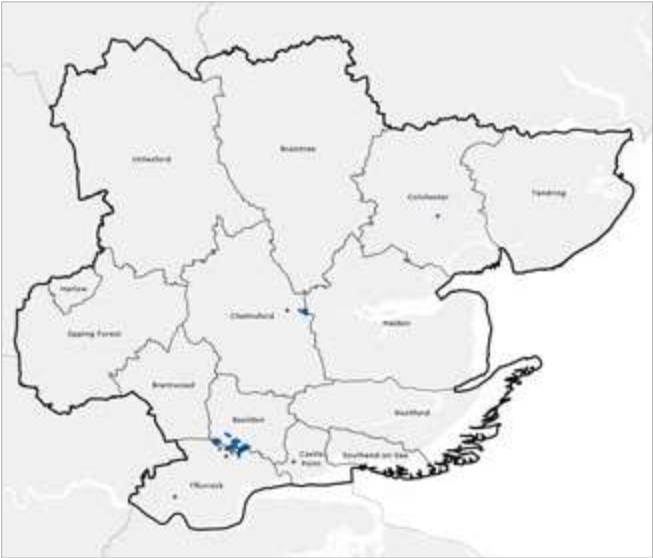 Uttlesford
Braintree
Colchester
Tendring
Harlow
Chelmsford
Maldon
Epping Forest
Brentwood
Basildon
Rochford
Castle
Point
Southend-on-Sea
Thurrock